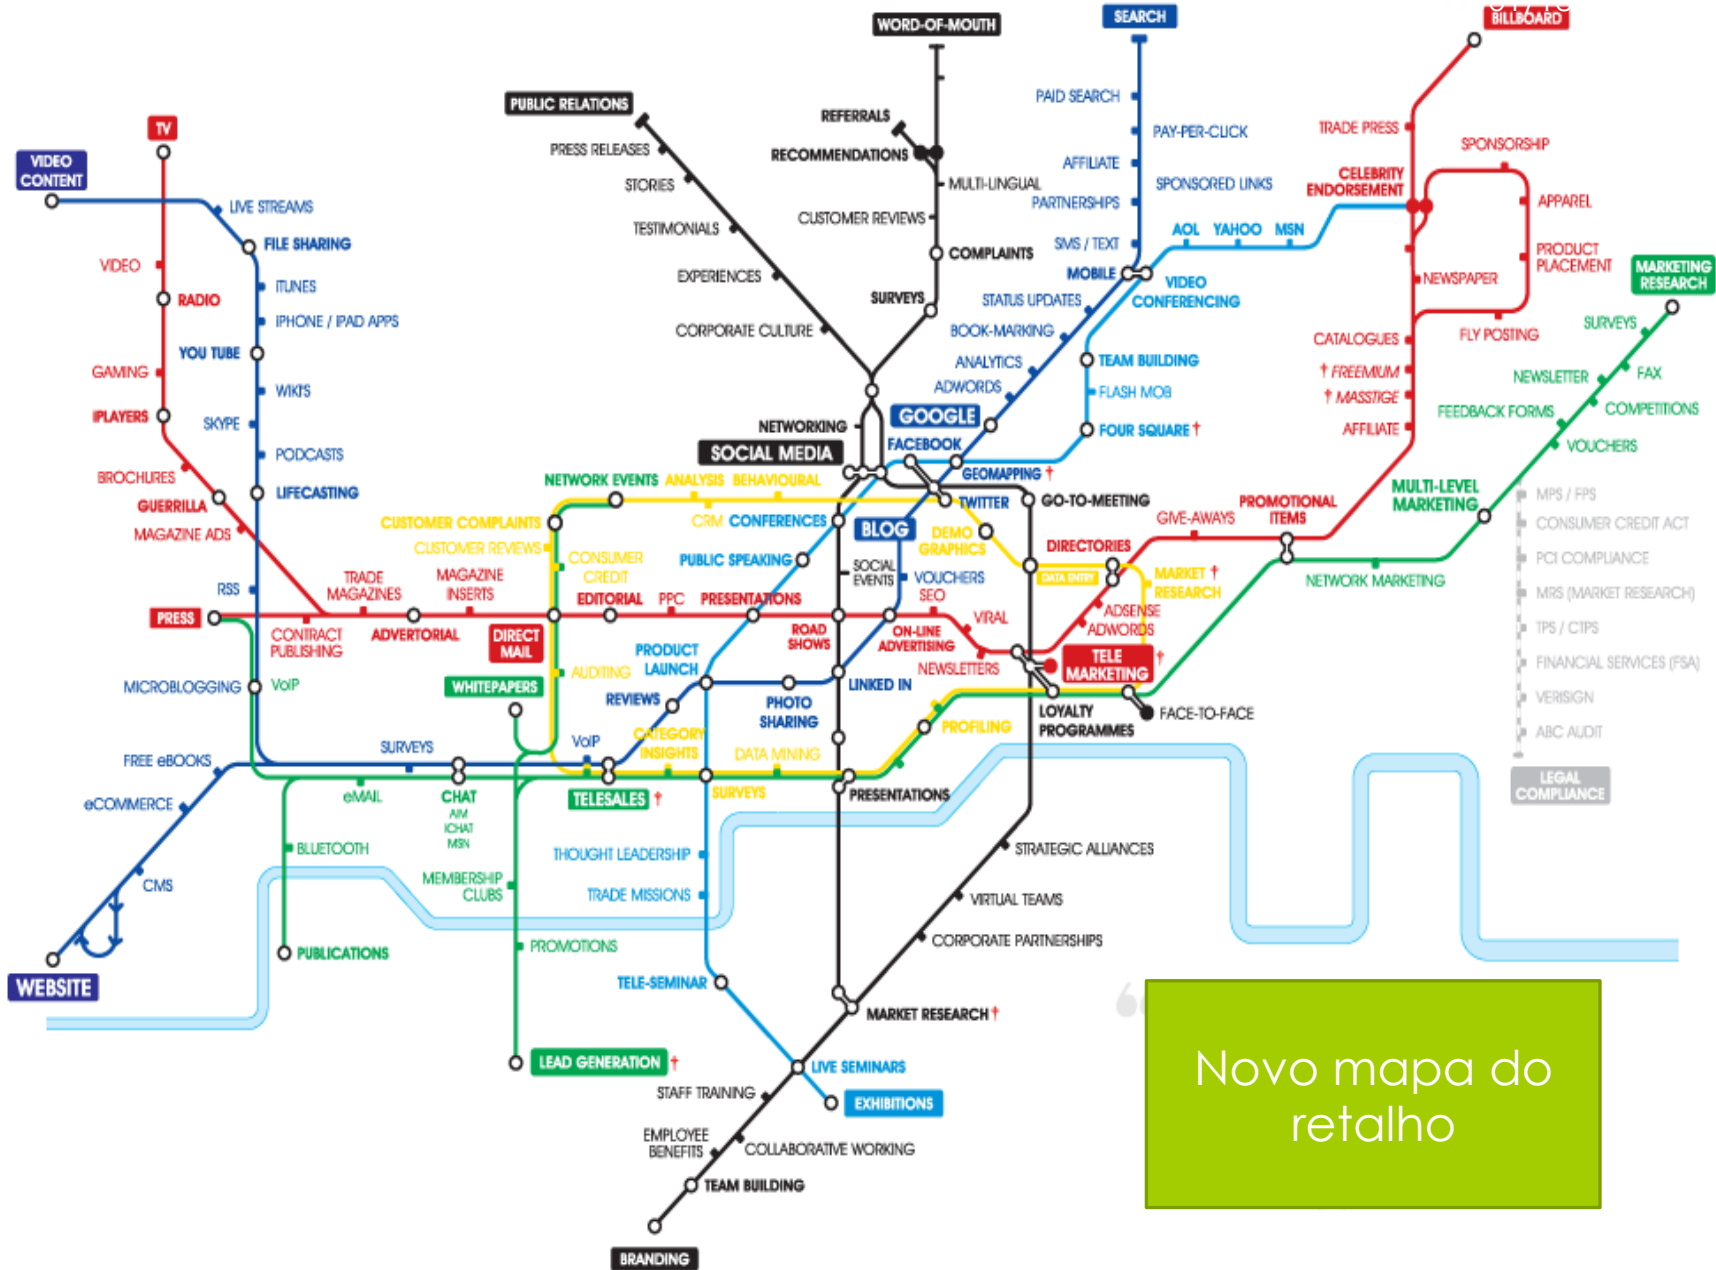 WORD-OF-MOUTH
SEARCH
BILLBOARD
PUBLIC RELATIONS
REFERRALS
PAID SEARCH
TRADE PRESS
TV
PRESS RELEASES
RECOMMENDATIONS
PAY-PER-CLICK
SPONSORSHIP
VIDEO
CONTENT
STORIES
MULTI-LINGUAL
AFFILIATE
SPONSORED LINKS
CELEBRITY
ENDORSEMENT
LIVE STREAMS
TESTIMONIALS
CUSTOMER REVIEWS
PARTNERSHIPS
APPAREL
FILE SHARING
COMPLAINTS
SMS / TEXT
AOL
YAHOO
MSN
PRODUCT
PLACEMENT
VIDEO
EXPERIENCES
MOBILE
VIDEO
CONFERENCING
NEWSPAPER
MARKETING
RESEARCH
RADIO
ITUNES
SURVEYS
STATUS UPDATES
IPHONE / IPAD APPS
CORPORATE CULTURE
BOOK-MARKING
CATALOGUES
FLY POSTING
SURVEYS
YOU TUBE
ANALYTICS
TEAM BUILDING
† FREEMIUM
NEWSLETTER
FAX
GAMING
WIKI'S
ADWORDS
FLASH MOB
† MASSTIGE
FEEDBACK FORMS
COMPETITIONS
IPLAYERS
SKYPE
NETWORKING
GOOGLE
FOUR SQUARE †
AFFILIATE
VOUCHERS
PODCASTS
SOCIAL MEDIA
FACEBOOK
GEOMAPPING †
BROCHURES
LIFECASTING
NETWORK EVENTS
ANALYSIS
BEHAVIOURAL
TWITTER
GO-TO-MEETING
PROMOTIONAL
ITEMS
MULTI-LEVEL
MARKETING
MPS / FPS
GUERRILLA
CUSTOMER COMPLAINTS
CRM
CONFERENCES
BLOG
DEMO
GRAPHICS
GIVE-AWAYS
CONSUMER CREDIT ACT
MAGAZINE ADS
CUSTOMER REVIEWS
CONSUMER
CREDIT
PUBLIC SPEAKING
SOCIAL
EVENTS
DIRECTORIES
PCI COMPLIANCE
RSS
TRADE
MAGAZINES
MAGAZINE
INSERTS
EDITORIAL
PPC
PRESENTATIONS
VOUCHERS
SEO
DATA ENTRY
MARKET †
RESEARCH
NETWORK MARKETING
MRS (MARKET RESEARCH)
PRESS
CONTRACT
PUBLISHING
ADVERTORIAL
DIRECT
MAIL
ROAD
SHOWS
ON-LINE
ADVERTISING
VIRAL
ADSENSE
ADWORDS
TPS / CTPS
MICROBLOGGING
VoIP
WHITEPAPERS
AUDITING
PRODUCT
LAUNCH
LINKED IN
NEWSLETTERS
TELE
MARKETING
†
FINANCIAL SERVICES (FSA)
REVIEWS
PHOTO
SHARING
PROFILING
LOYALTY
PROGRAMMES
FACE-TO-FACE
VERISIGN
FREE eBOOKS
SURVEYS
VoIP
CATEGORY
INSIGHTS
DATA MINING
ABC AUDIT
eCOMMERCE
eMAIL
CHAT
AIM
ICHAT
MSN
TELESALES †
SURVEYS
PRESENTATIONS
LEGAL
COMPLIANCE
BLUETOOTH
THOUGHT LEADERSHIP
STRATEGIC ALLIANCES
CMS
MEMBERSHIP
CLUBS
TRADE MISSIONS
VIRTUAL TEAMS
PUBLICATIONS
PROMOTIONS
CORPORATE PARTNERSHIPS
WEBSITE
TELE-SEMINAR
MARKET RESEARCH †
LEAD GENERATION †
LIVE SEMINARS
STAFF TRAINING
EXHIBITIONS
EMPLOYEE
BENEFITS
COLLABORATIVE WORKING
TEAM BUILDING
BRANDING
Novo mapa do
retalho